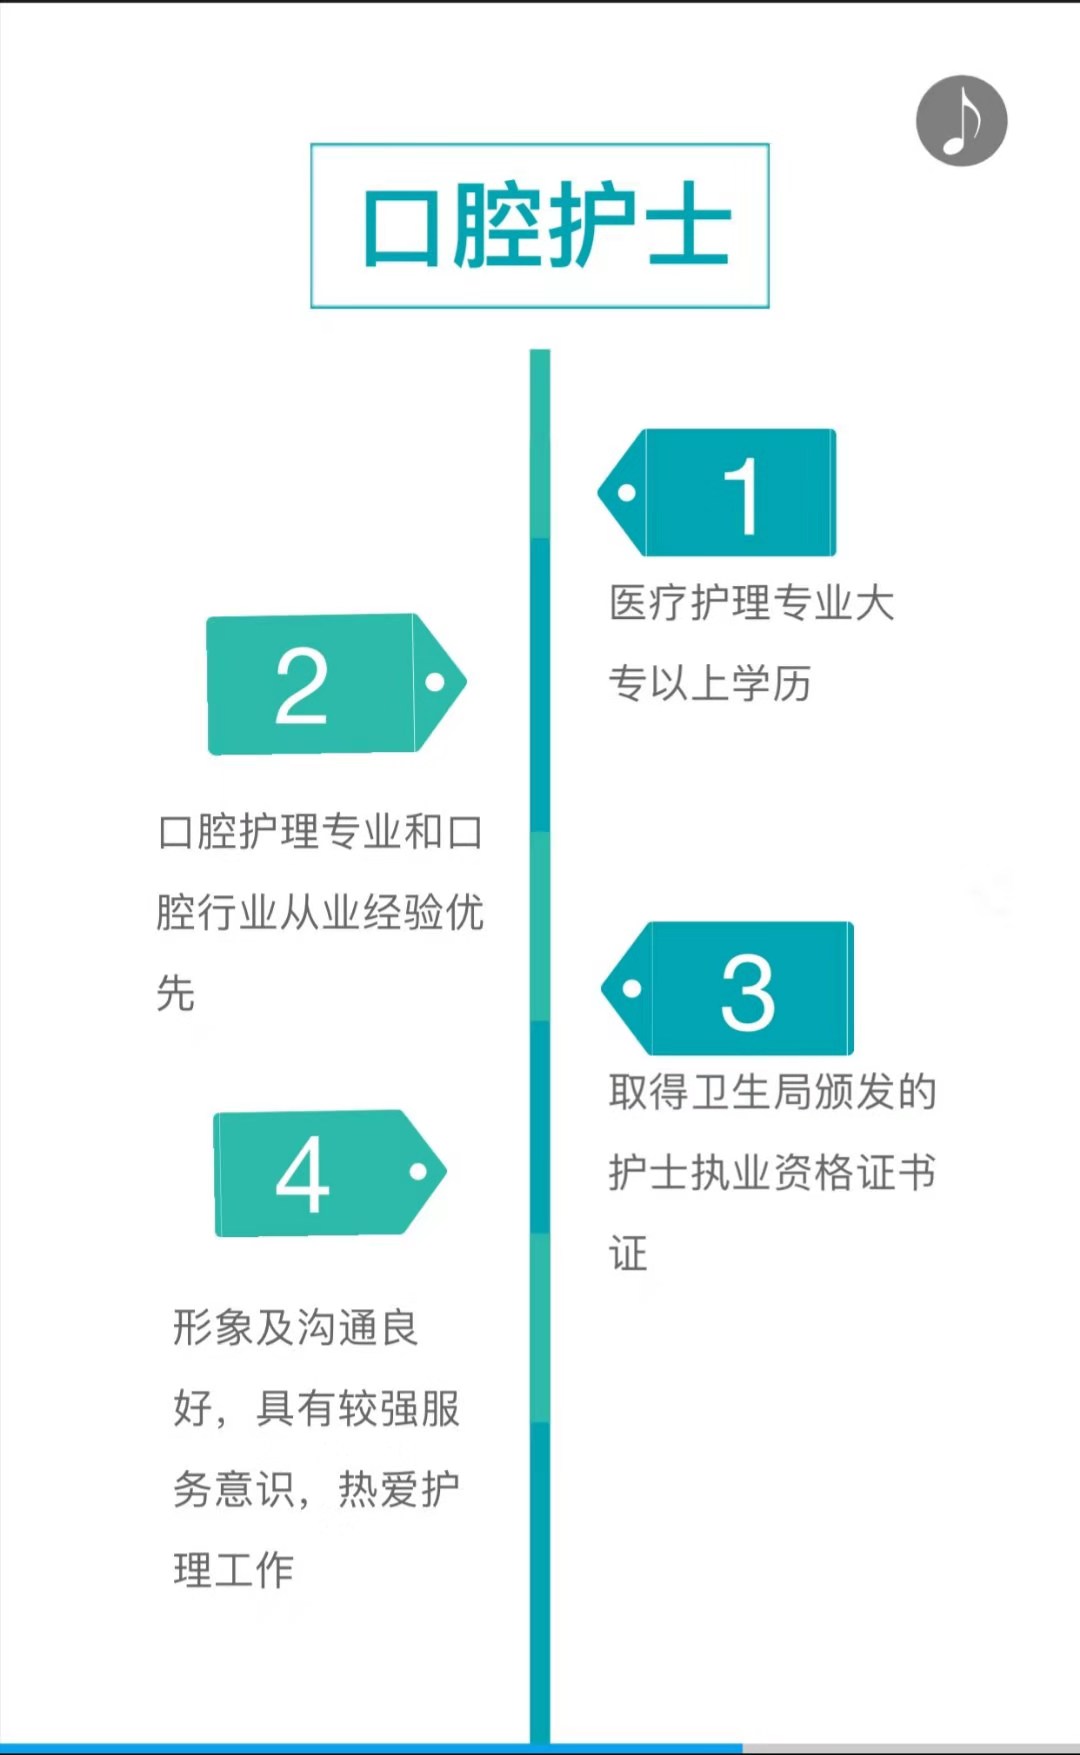 口腔护士
1
医疗护理专业大
专以上学历
2
口腔护理专业和口
腔行业从业经验优
先
3
取得卫生局颁发的
护士执业资格证书
证
4
形象及沟通良
好，具有较强服
务意识，热爱护
理工作